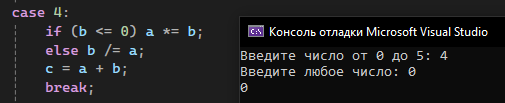 case 4:
if (b <= 0) a *= b;
else b /= a;
c = a + b;
break;
Консоль отладки Microsoft Visual Studio
Введите число от 0 до 5: 4
Введите любое число: 0
0